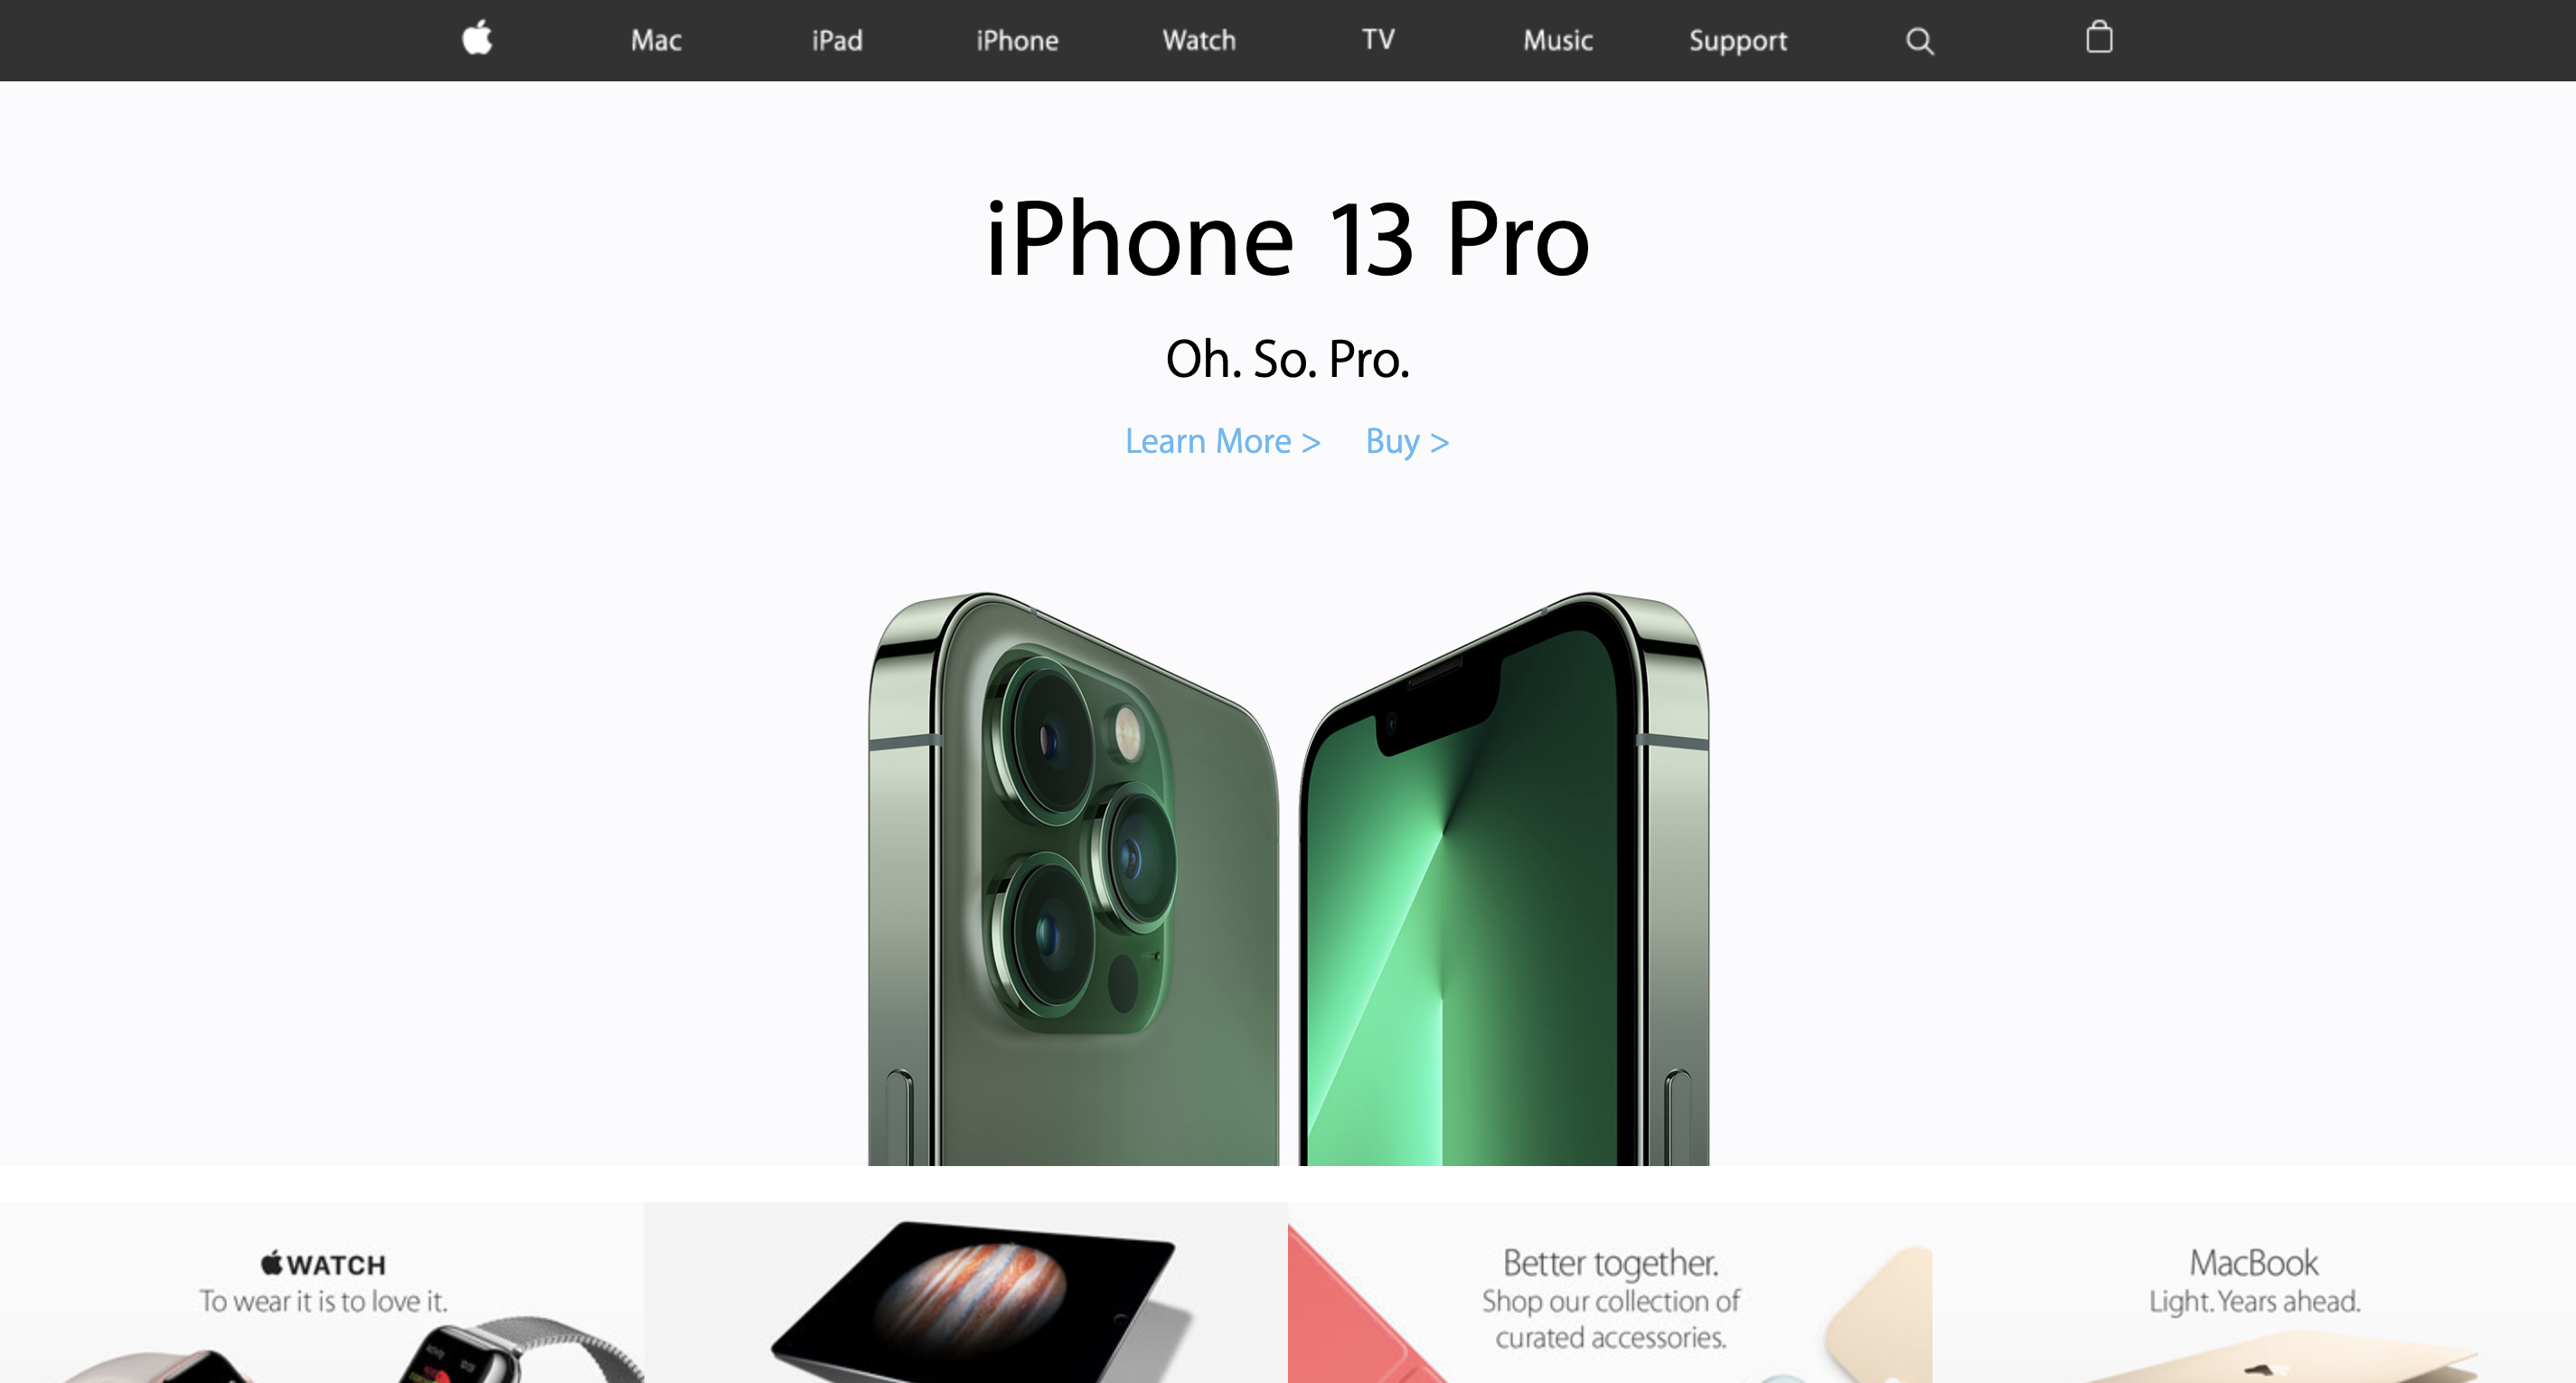 Mac iPad iPhone Watch TV Music Support
iPhone 13 Pro
Oh. So. Pro.
Learn More > Buy >
WATCH
To wear it is to love it.
Better together.
Shop our collection of
curated accessories.
MacBook
Light. Years ahead.